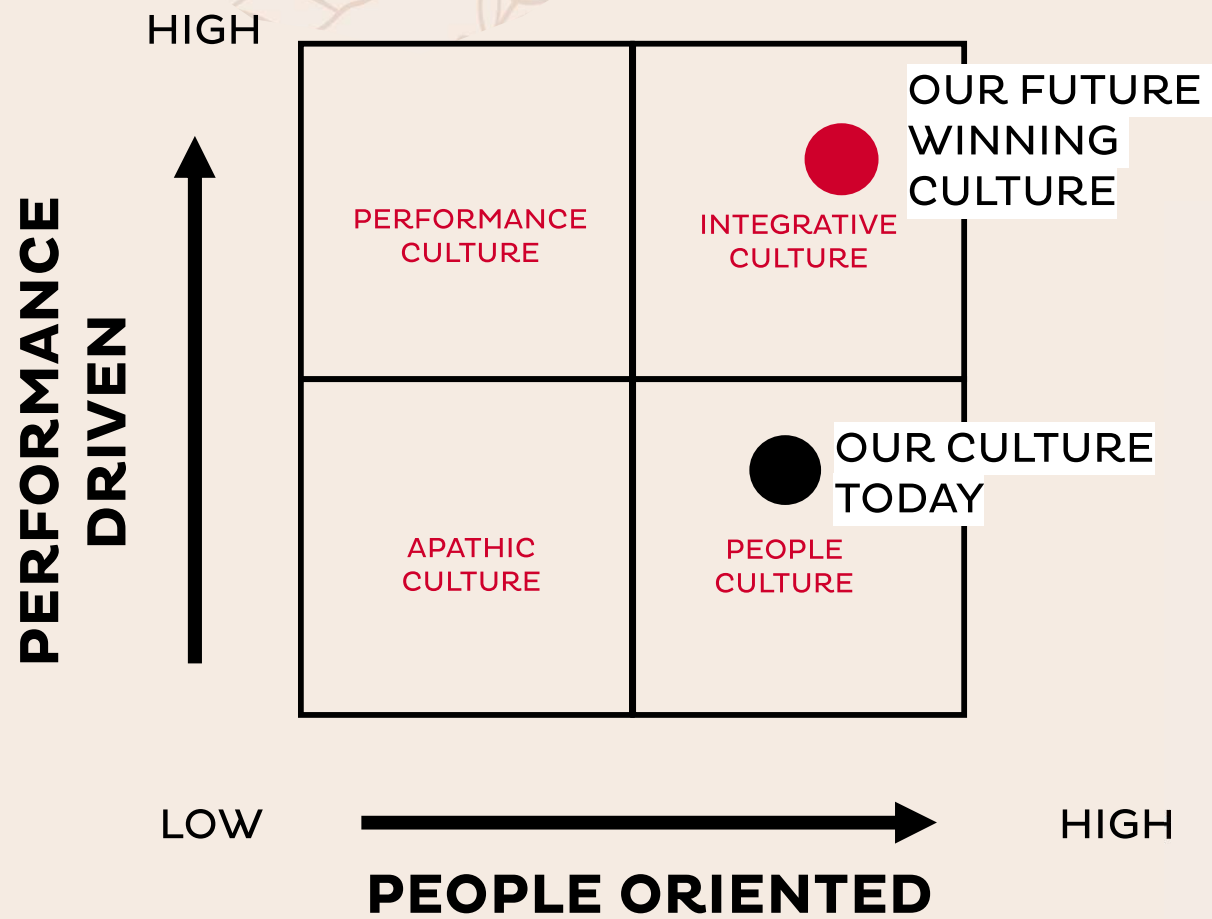 HIGH
OUR FUTURE
WINNING
CULTURE
PERFORMANCE
DRIVEN
PERFORMANCE
CULTURE
INTEGRATIVE
CULTURE
OUR CULTURE
TODAY
APATHIC
CULTURE
PEOPLE
CULTURE
LOW
HIGH
PEOPLE ORIENTED